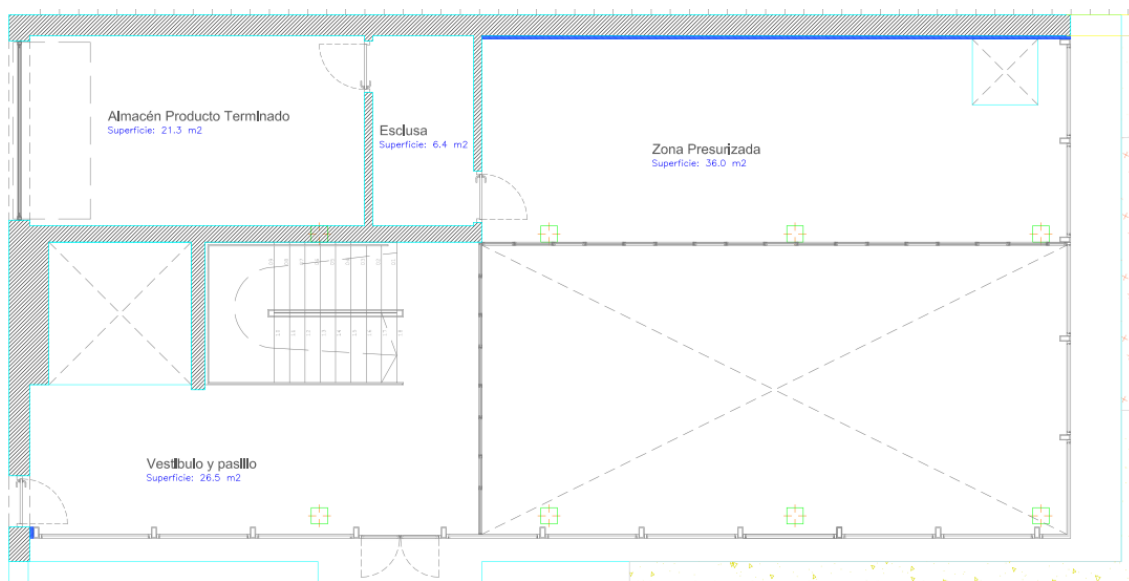 Almacén Producto Terminado
Superficie: 21.3 m2
Esclusa
Superficie: 6.4 m2
Zona Presurizada
Superficie: 36.0 m2
Vestíbulo y pasillo
Superficie: 26.5 m2